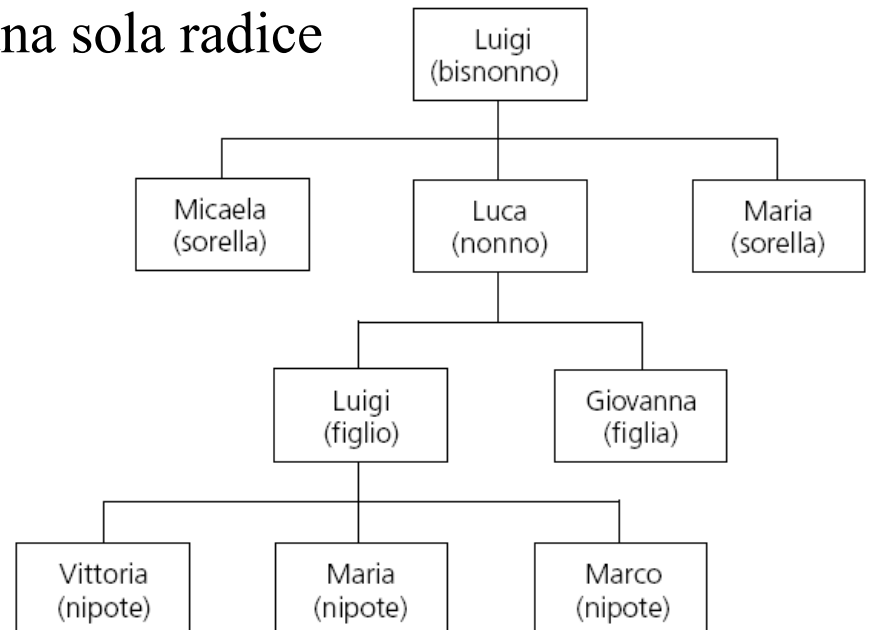 na sola radice
Luigi
(bisnonno)
Micaela
(sorella)
Luca
(nonno)
Maria
(sorella)
Luigi
(figlio)
Giovanna
(figlia)
Vittoria
(nipote)
Maria
(nipote)
Marco
(nipote)